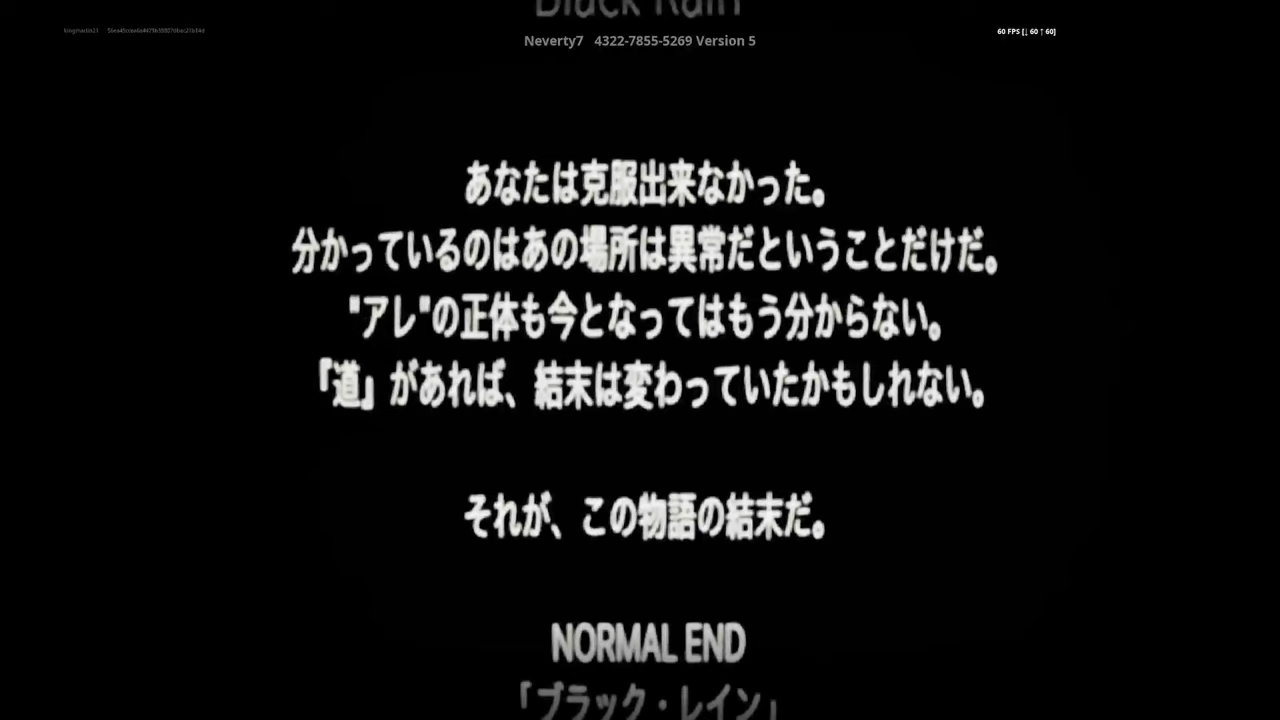 Black Rain
Neverty7 4322-7855-5269 Version 5
60 FPS [↓ 60 ↑ 60]
あなたは克服出来なかった。
分かっているのはあの場所は異常だということだけだ。
"アレ"の正体も今となってはもう分からない。
『道』があれば、結末は変わっていたかもしれない。
それが、この物語の結末だ。
NORMAL END
「ブラック・レイン」